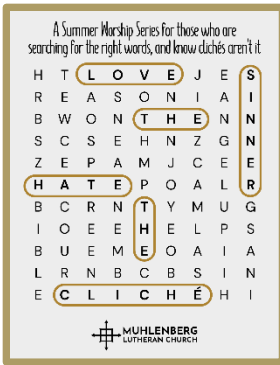 A Summer Worship Series for those who are
searching for the right words, and know clichés aren't it
H T L O V E J E S
R E A S O N I A I
B W O N T H E N N
S C S E H N Z G N
Z E P A M J C E E
H A T E P O A L R
B C R N T Y M U G
I O E E H E L P S
B U E M E O A I A
L R N B C B S I N
E C L I C H É H I
MUHLENBERG
LUTHERAN CHURCH